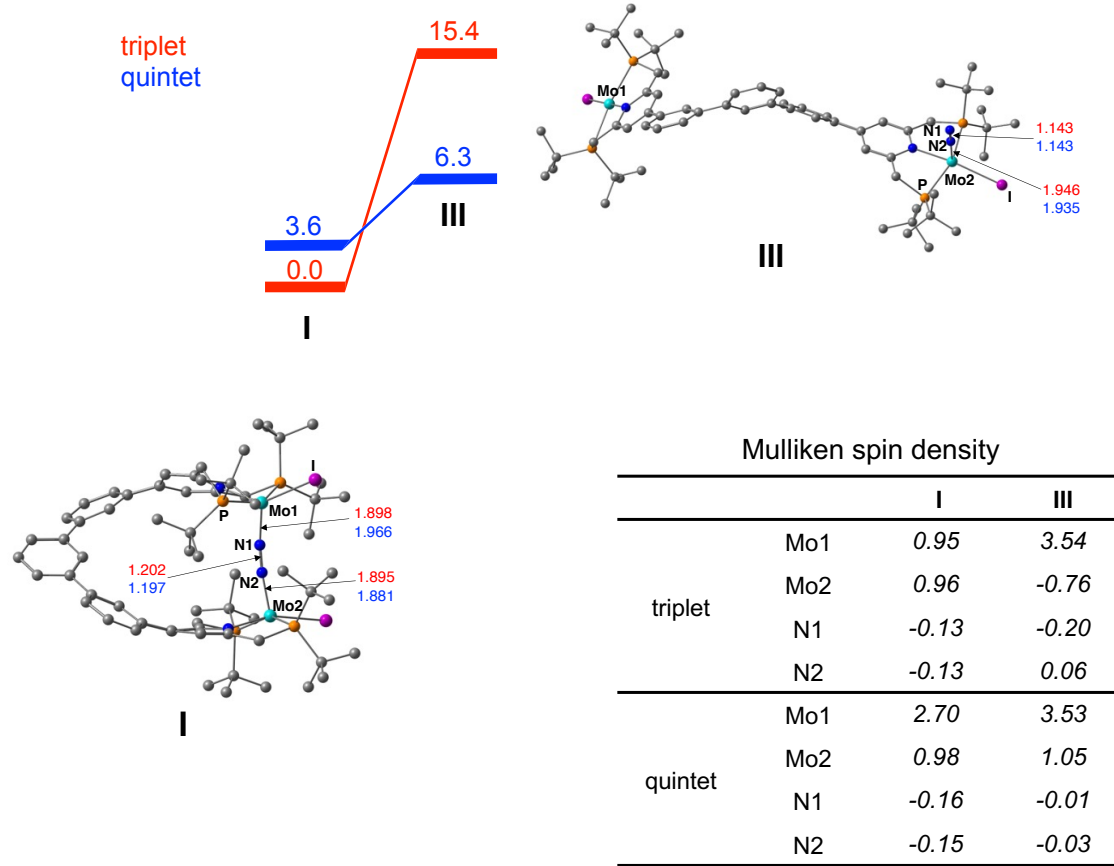 triplet
quintet
15.4
6.3
3.6
0.0
I
III
Mo1
N1
N2
1.143
1.143
P
Mo2
I
1.946
1.935
III
I
P
Mo1
1.898
1.966
N1
1.202
1.197
N2
1.895
1.881
Mo2
I
Mulliken spin density
I III
Mo1 0.95 3.54
Mo2 0.96 -0.76
triplet
N1 -0.13 -0.20
N2 -0.13 0.06
Mo1 2.70 3.53
Mo2 0.98 1.05
quintet
N1 -0.16 -0.01
N2 -0.15 -0.03